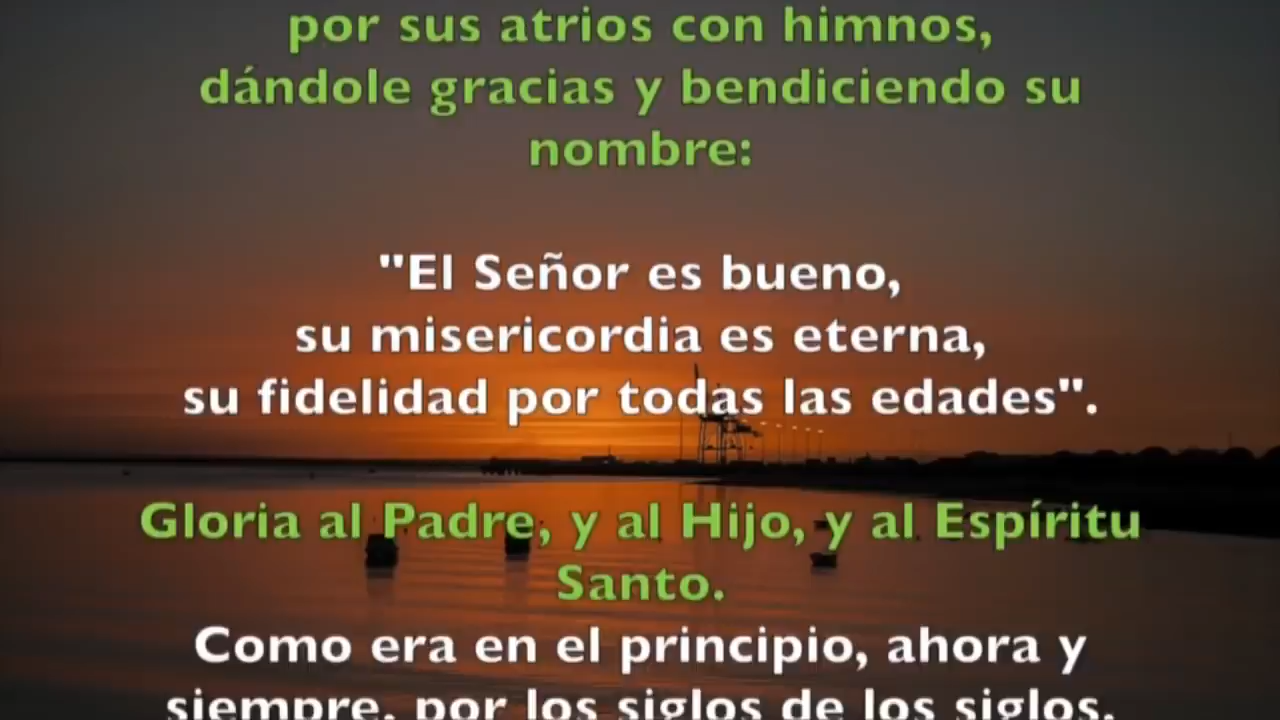 por sus atrios con himnos,
dándole gracias y bendiciendo su
nombre:
"El Señor es bueno,
su misericordia es eterna,
su fidelidad por todas las edades".
Gloria al Padre, y al Hijo, y al Espíritu
Santo.
Como era en el principio, ahora y
siempre, por los siglos de los siglos.